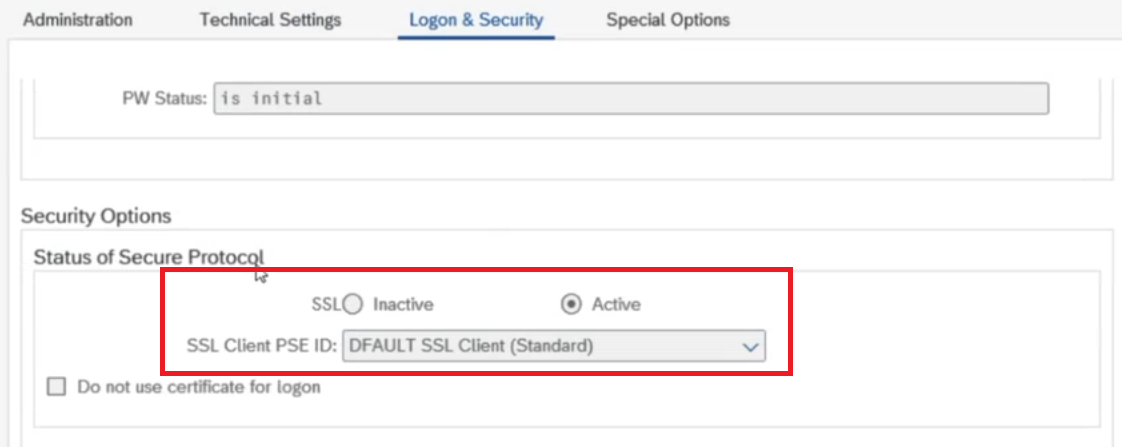 Administration Technical Settings Logon & Security Special Options
PW Status: is initial
Security Options
Status of Secure Protocol
SSL Inactive Active
SSL Client PSE ID: DFAULT SSL Client (Standard)
Do not use certificate for logon